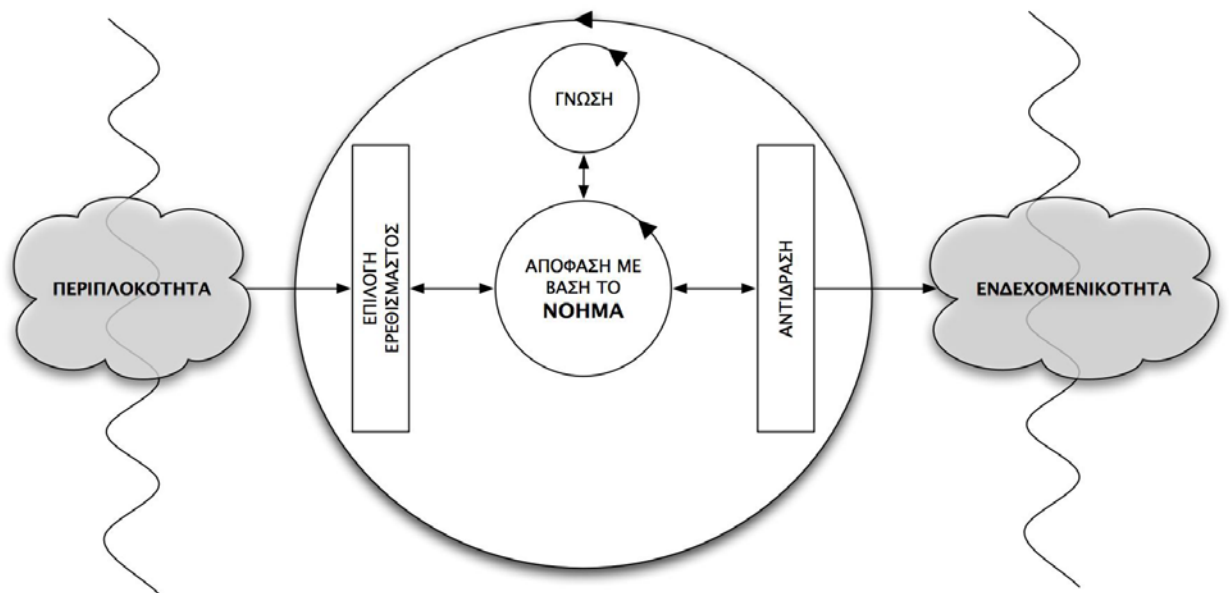 ΓΝΩΣΗ
ΠΕΡΙΠΛΟΚΟΤΗΤΑ
ΕΠΙΛΟΓΗ
ΕΡΕΘΙΣΜΑΣΤΟΣ
ΑΠΟΦΑΣΗ ΜΕ
ΒΑΣΗ ΤΟ
ΝΟΗΜΑ
ΑΝΤΙΔΡΑΣΗ
ΕΝΔΕΧΟΜΕΝΙΚΟΤΗΤΑ